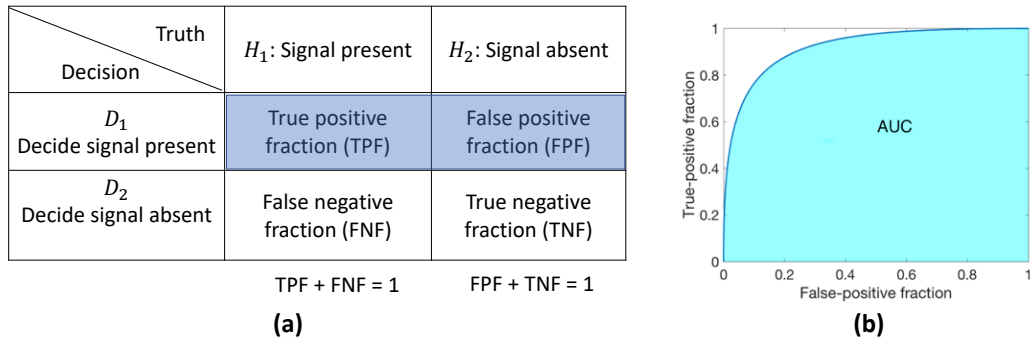 Truth
Decision
H₁: Signal present
H₂: Signal absent
D₁
Decide signal present
True positive
fraction (TPF)
False positive
fraction (FPF)
D₂
Decide signal absent
False negative
fraction (FNF)
True negative
fraction (TNF)
TPF + FNF = 1
FPF + TNF = 1
(a)
True-positive fraction
1
0.8
0.6
0.4
0.2
0
AUC
0
0.2
0.4
0.6
0.8
1
False-positive fraction
(b)